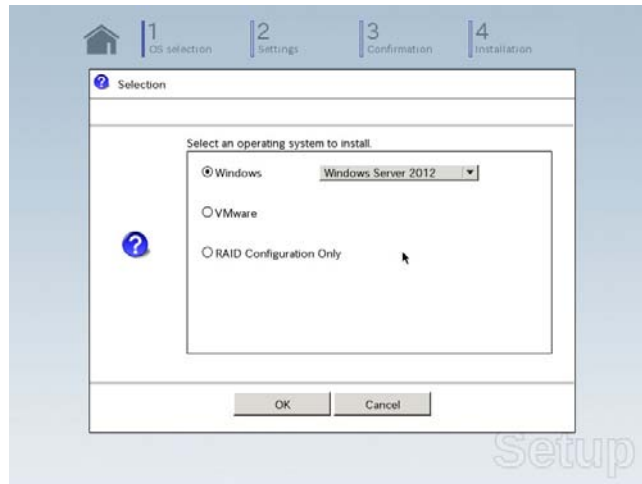 1 2 3 4
OS selection Settings Confirmation Installation
Selection
Select an operating system to install.
Windows Windows Server 2012
VMware
RAID Configuration Only
OK Cancel
Setup